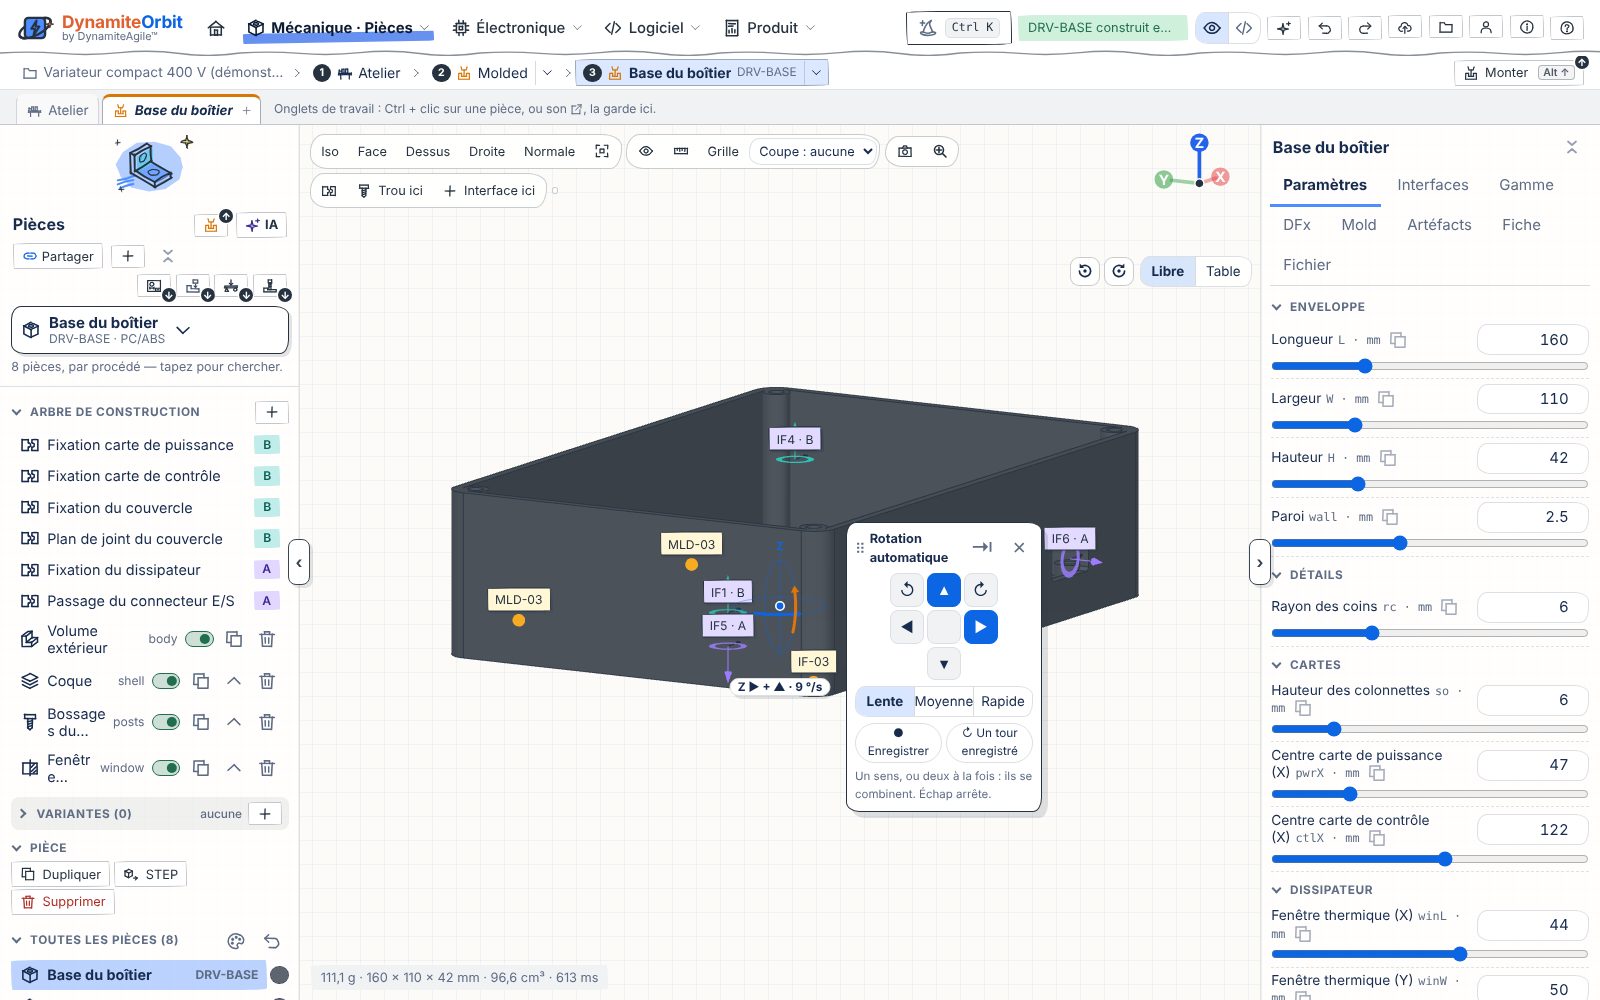 DynamiteOrbit
by DynamiteAgile™
Mécanique · Pièces
Électronique
Logiciel
Produit
Ctrl K
DRV-BASE construit e...
Variateur compact 400 V (démonst...
1 Atelier
2 Molded
3 Base du boîtier DRV-BASE
Monter Alt ↑
Atelier
Base du boîtier +
Onglets de travail : Ctrl + clic sur une pièce, ou son , la garde ici.
Pièces
IA
Partager
Base du boîtier
DRV-BASE · PC/ABS
8 pièces, par procédé — tapez pour chercher.
ARBRE DE CONSTRUCTION
Fixation carte de puissance B
Fixation carte de contrôle B
Fixation du couvercle B
Plan de joint du couvercle B
Fixation du dissipateur A
Passage du connecteur E/S A
Volume extérieur body
Coque shell
Bossage s du... posts
Fenêtr e... window
VARIANTES (0) aucune
PIÈCE
Dupliquer
STEP
Supprimer
TOUTES LES PIÈCES (8)
Base du boîtier DRV-BASE
Iso
Face
Dessus
Droite
Normale
Grille
Coupe : aucune
Trou ici
Interface ici
Z
Y
X
Libre
Table
IF4 · B
MLD-03
MLD-03
Z
IF1 · B
IF5 · A
IF-03
IF6 · A
Z ▶ + ▲ · 9 °/s
Rotation
automatique
Lente
Moyenne
Rapide
Enregistrer
Un tour
enregistré
Un sens, ou deux à la fois : ils se
combinent. Échap arrête.
111,1 g · 160 × 110 × 42 mm · 96,6 cm³ · 613 ms
Base du boîtier
Paramètres
Interfaces
Gamme
DFx
Mold
Artéfacts
Fiche
Fichier
ENVELOPPE
Longueur L · mm 160
Largeur W · mm 110
Hauteur H · mm 42
Paroi wall · mm 2.5
DÉTAILS
Rayon des coins rc · mm 6
CARTES
Hauteur des colonnettes so ·
mm 6
Centre carte de puissance
(X) pwrX · mm 47
Centre carte de contrôle
(X) ctlX · mm 122
DISSIPATEUR
Fenêtre thermique (X) winL ·
mm 44
Fenêtre thermique (Y) winW ·
mm 50